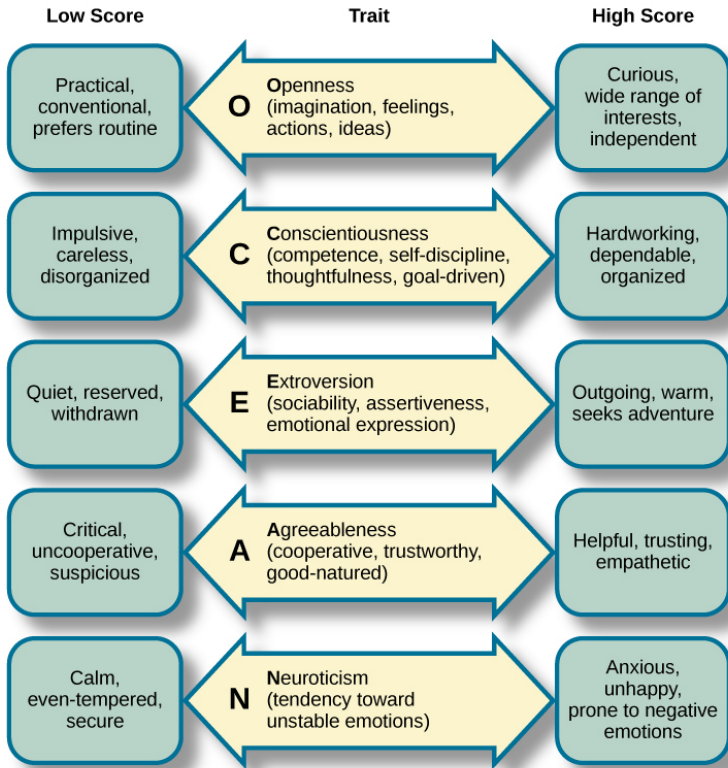 Low Score
Trait
High Score
Practical,
conventional,
prefers routine
O
Openness
(imagination, feelings,
actions, ideas)
Curious,
wide range of
interests,
independent
Impulsive,
careless,
disorganized
C
Conscientiousness
(competence, self-discipline,
thoughtfulness, goal-driven)
Hardworking,
dependable,
organized
Quiet, reserved,
withdrawn
E
Extroversion
(sociability, assertiveness,
emotional expression)
Outgoing, warm,
seeks adventure
Critical,
uncooperative,
suspicious
A
Agreeableness
(cooperative, trustworthy,
good-natured)
Helpful, trusting,
empathetic
Calm,
even-tempered,
secure
N
Neuroticism
(tendency toward
unstable emotions)
Anxious,
unhappy,
prone to negative
emotions